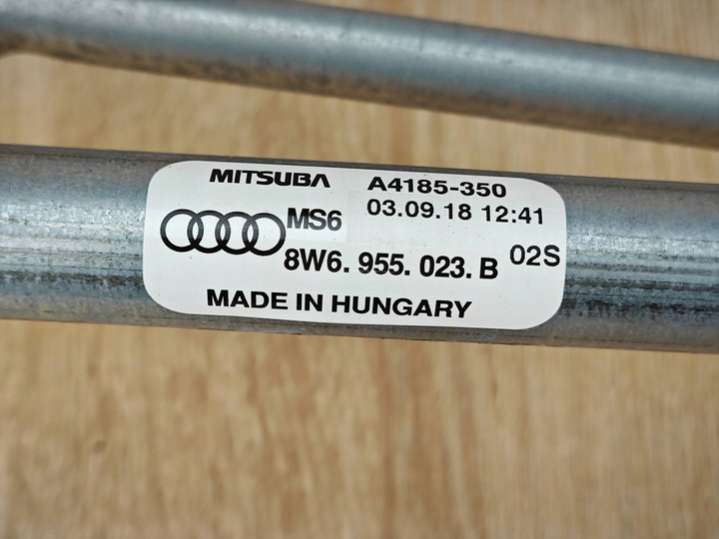 MITSUBA A4185-350
MS6 03.09.18 12:41
8W6. 955. 023. B 02S
MADE IN HUNGARY